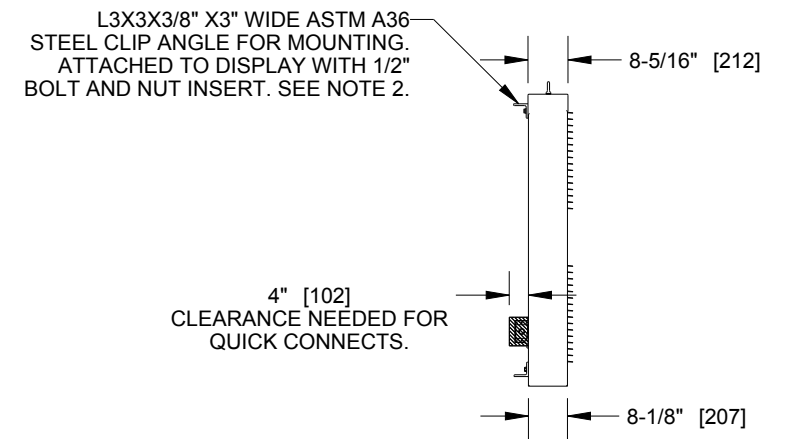 L3X3X3/8" X3" WIDE ASTM A36
STEEL CLIP ANGLE FOR MOUNTING.
ATTACHED TO DISPLAY WITH 1/2"
BOLT AND NUT INSERT. SEE NOTE 2.
8-5/16" [212]
4" [102]
CLEARANCE NEEDED FOR
QUICK CONNECTS.
8-1/8" [207]